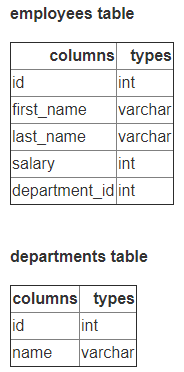 employees table
columns types
id int
first_name varchar
last_name varchar
salary int
department_id int
departments table
columns types
id int
name varchar